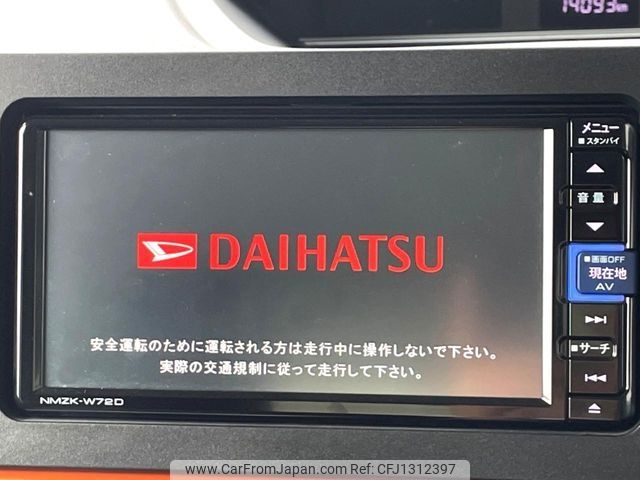 14093km
メニュー
■スタンバイ
音量
■画面OFF
現在地
AV
DAIHATSU
■サーチ
安全運転のために運転される方は走行中に操作しないで下さい。
実際の交通規制に従って走行して下さい。
NMZK-W72D
www.CarFromJapan.com - CFJ1312397